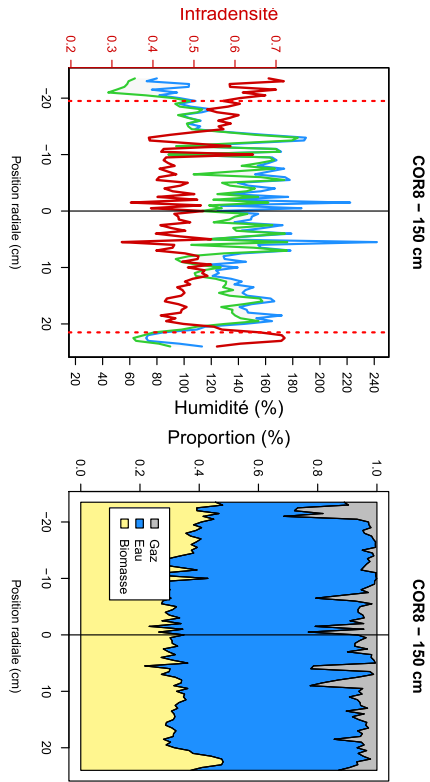 Infradensité
0.2 0.3 0.4 0.5 0.6 0.7
COR8 − 150 cm
−20
−10
0
10
20
Position radiale (cm)
20 40 60 80 100 120 140 160 180 200 220 240
Humidité (%)
Proportion (%)
0.0 0.2 0.4 0.6 0.8 1.0
COR8 − 150 cm
Gaz
Eau
Biomasse
−20
−10
0
10
20
Position radiale (cm)